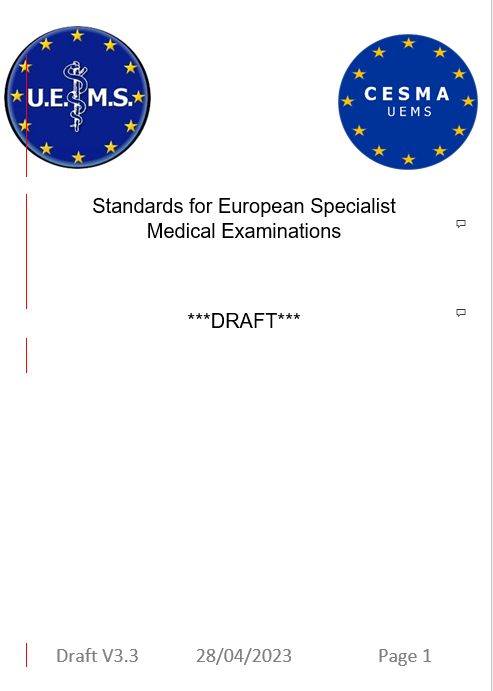 U.E.M.S.
CESMA
UEMS
Standards for European Specialist
Medical Examinations
***DRAFT***
Draft V3.3 28/04/2023 Page 1